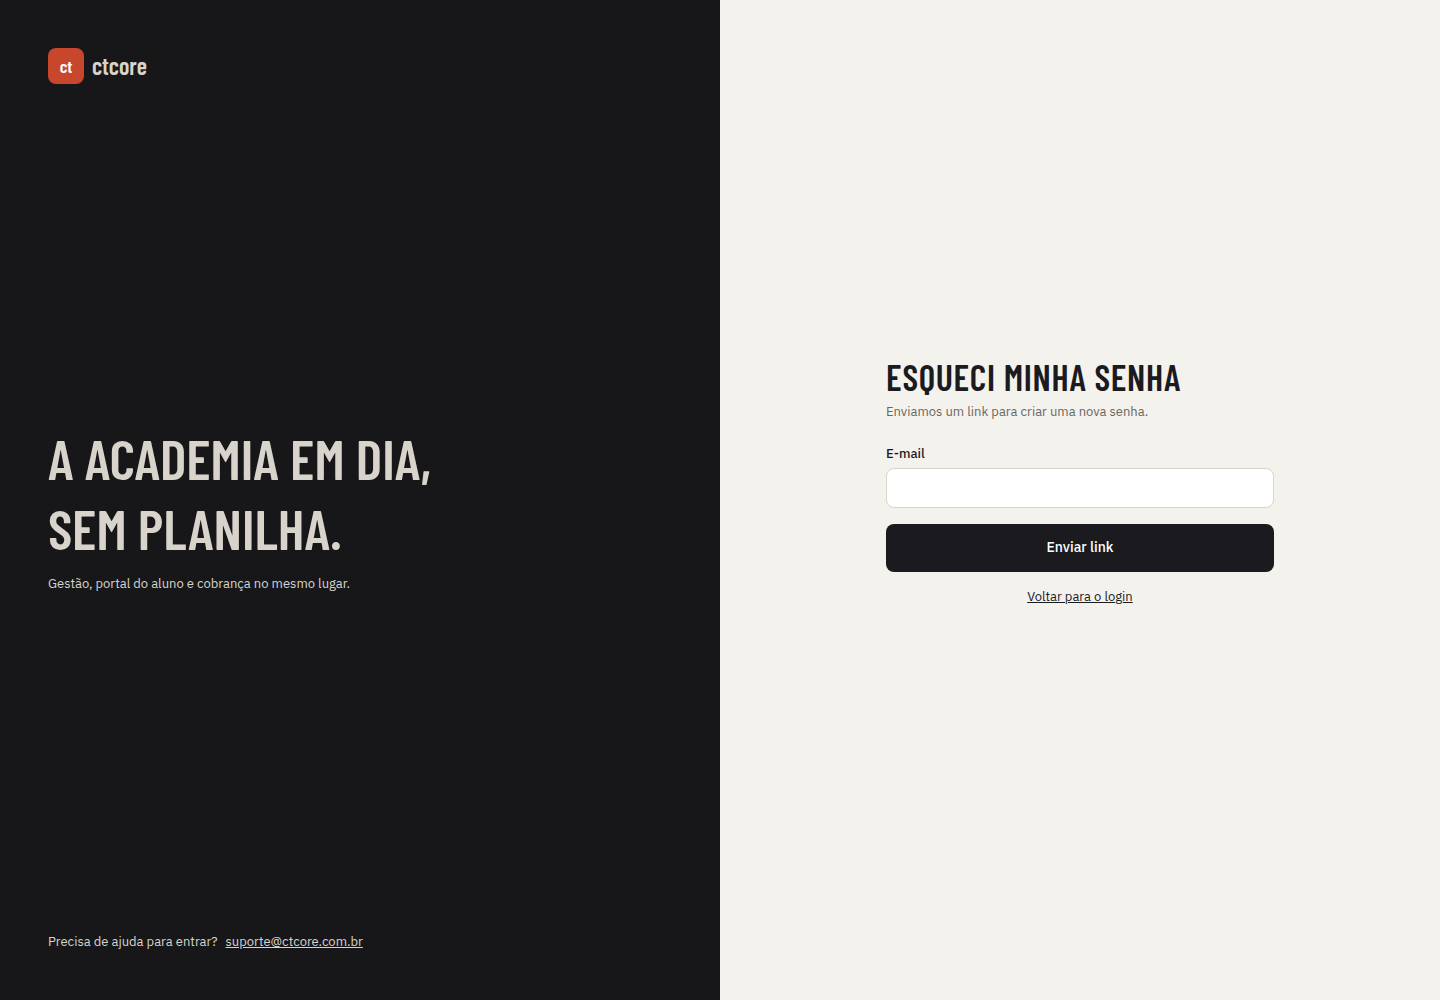 ct ctcore
A ACADEMIA EM DIA,
SEM PLANILHA.
Gestão, portal do aluno e cobrança no mesmo lugar.
Precisa de ajuda para entrar? suporte@ctcore.com.br
ESQUECI MINHA SENHA
Enviamos um link para criar uma nova senha.
E-mail
Enviar link
Voltar para o login